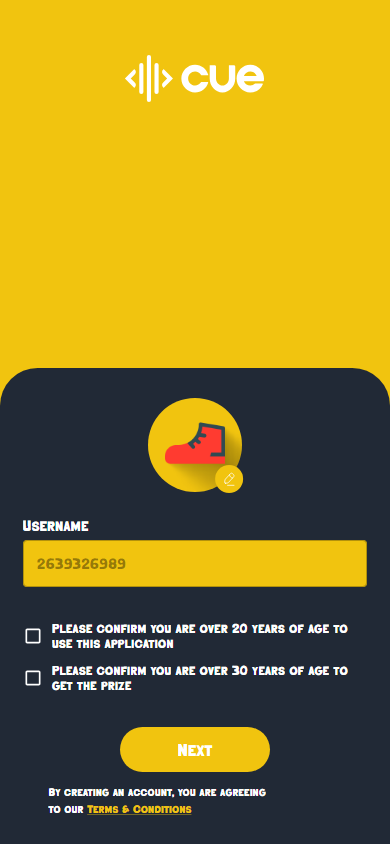 cue
Username
2639326989
Please confirm you are over 20 years of age to
use this application
Please confirm you are over 30 years of age to
get the prize
Next
By creating an account, you are agreeing
to our Terms & Conditions